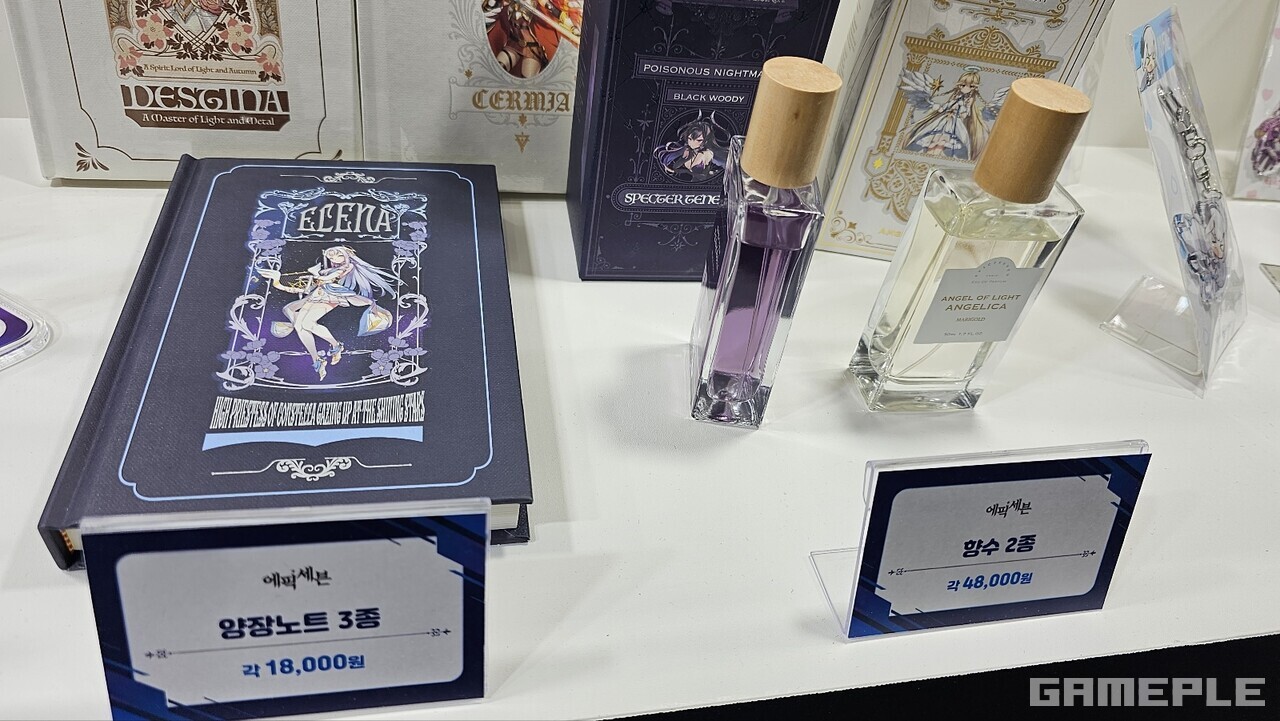 A Spirit Lord of Light and Autumn
DESTINA
A Master of Light and Metal
CERMIA
POISONOUS NIGHTMA
BLACK WOODY
SPECTER TENE
ELENA
HIGH PRIESTESS OF CONSTELLA GAZING UP AT THE SHINING STARS
ANGEL OF LIGHT
ANGELICA
에픽세븐
양장노트 3종
각 18,000원
에픽세븐
향수 2종
각 48,000원
GAMEPLE